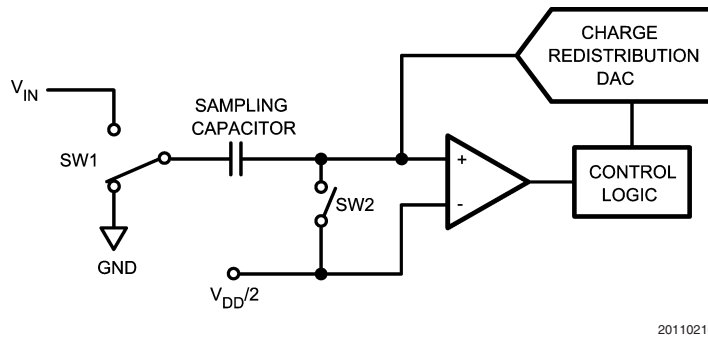 CHARGE
REDISTRIBUTION
DAC
VIN
SAMPLING
CAPACITOR
SW1
+
-
CONTROL
LOGIC
SW2
GND
VDD/2
2011021